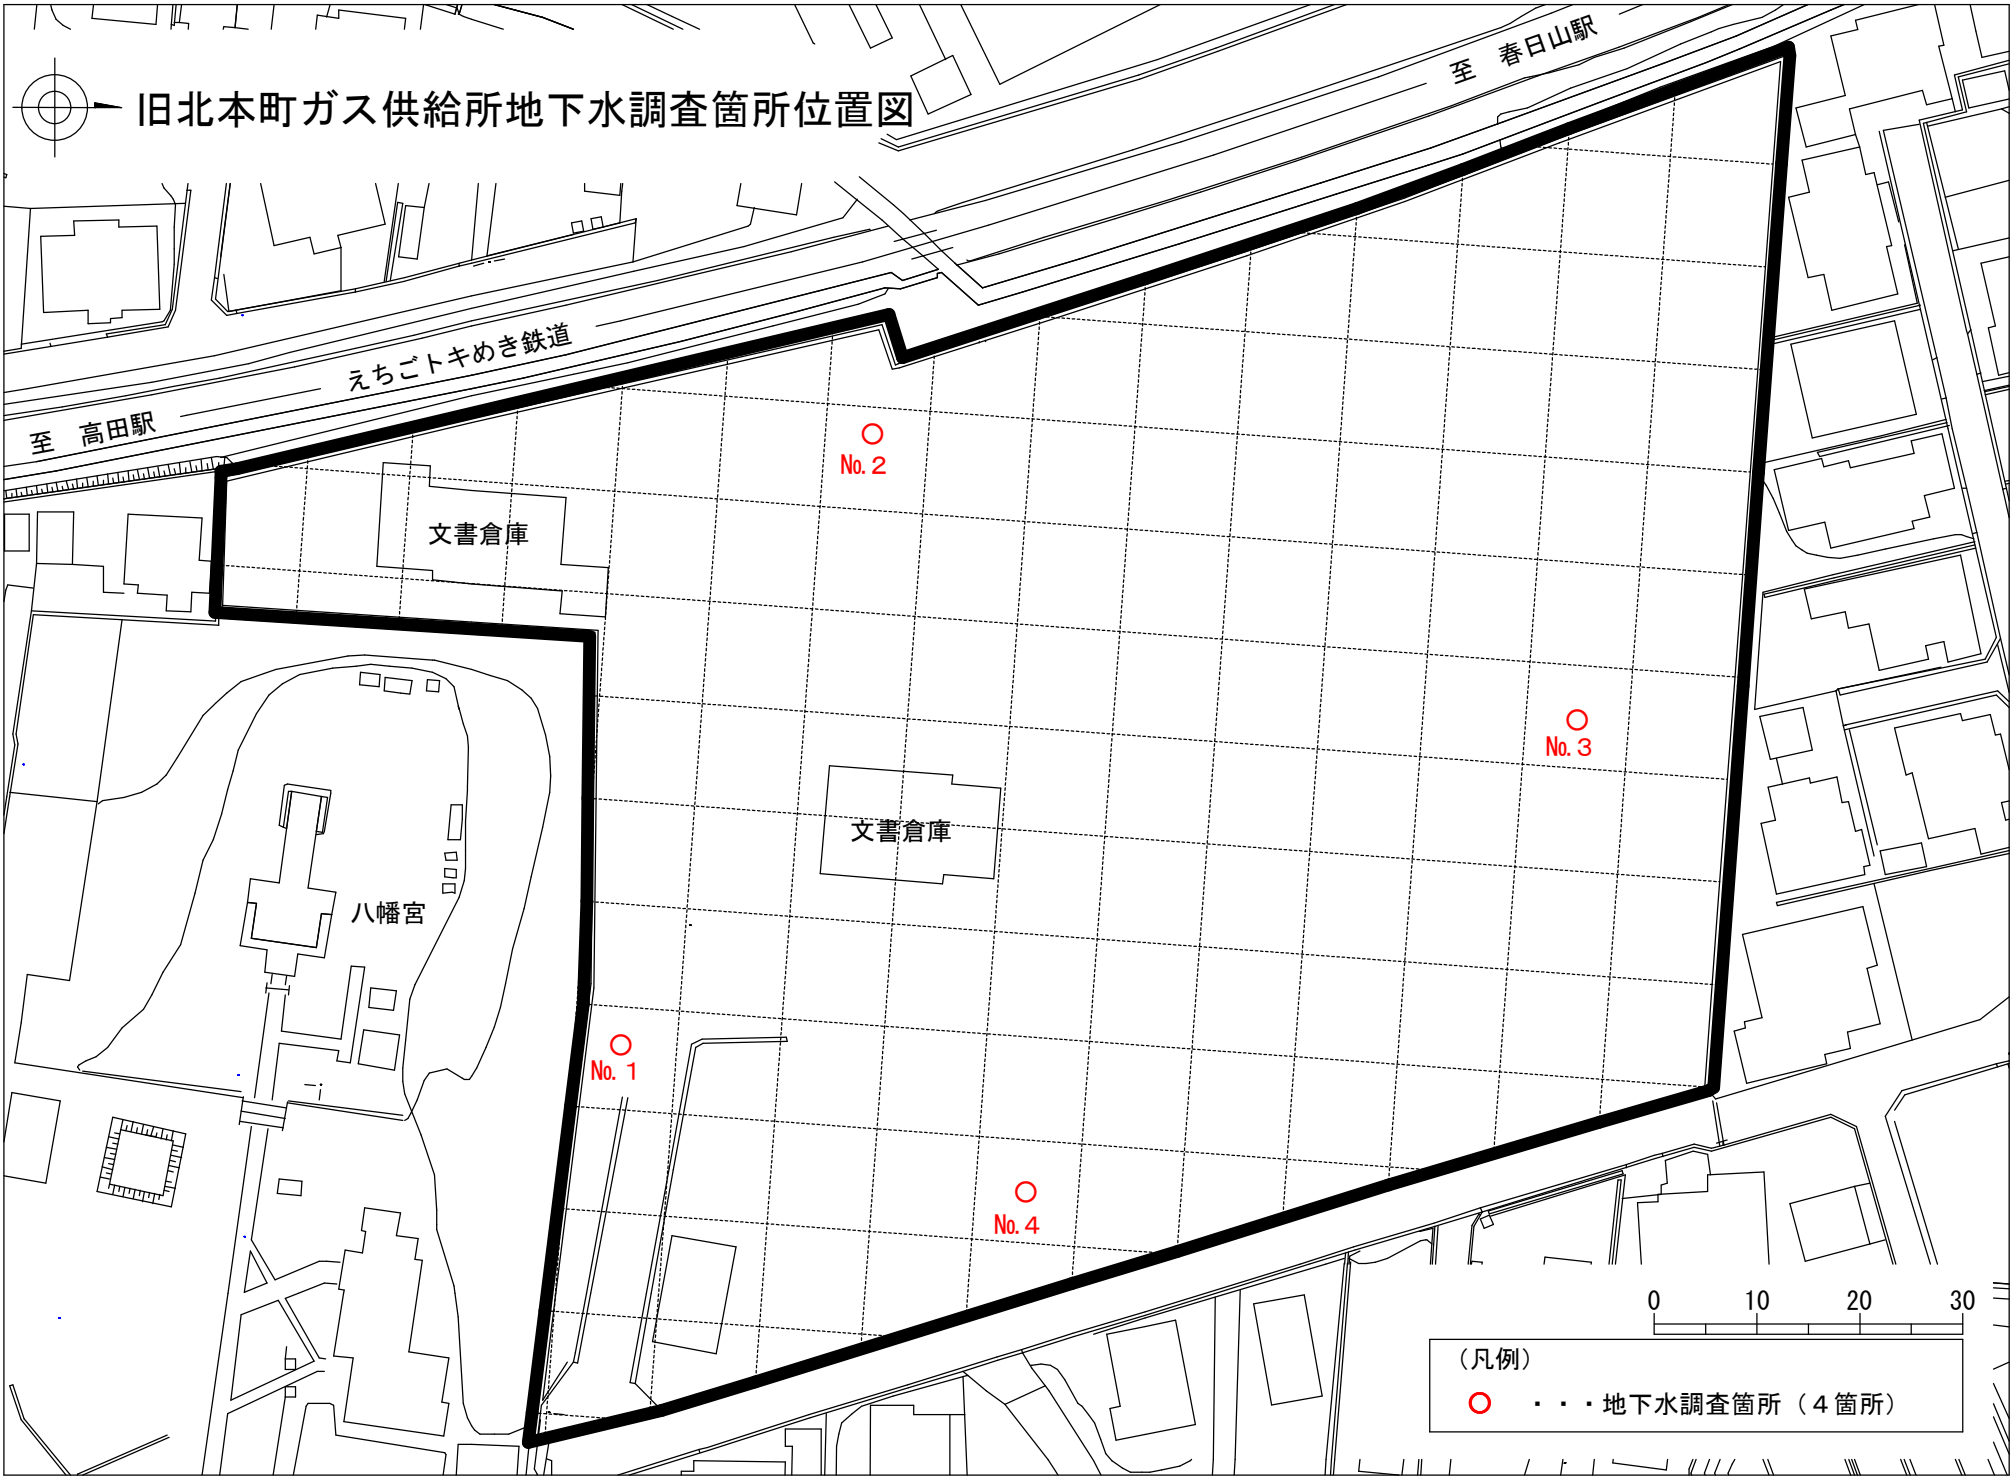 旧北本町ガス供給所地下水調査箇所位置図
至 春日山駅
えちごトキめき鉄道
至 高田駅
No.2
文書倉庫
No.3
文書倉庫
八幡宮
No.1
No.4
0 10 20 30
（凡例）
○ ・・・地下水調査箇所（４箇所）